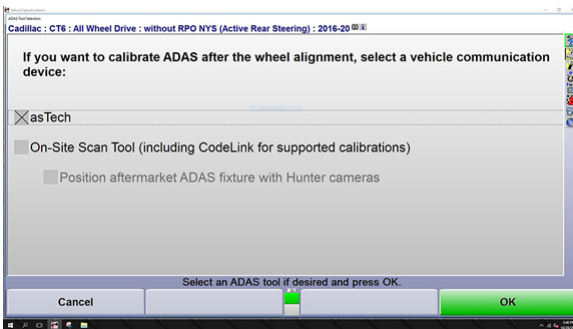 Vehicle Specifications
ADAS Tool Selection
Cadillac : CT6 : All Wheel Drive : without RPO NYS (Active Rear Steering) : 2016-20
If you want to calibrate ADAS after the wheel alignment, select a vehicle communication
device:
asTech
On-Site Scan Tool (including CodeLink for supported calibrations)
Position aftermarket ADAS fixture with Hunter cameras
Select an ADAS tool if desired and press OK.
Cancel
OK